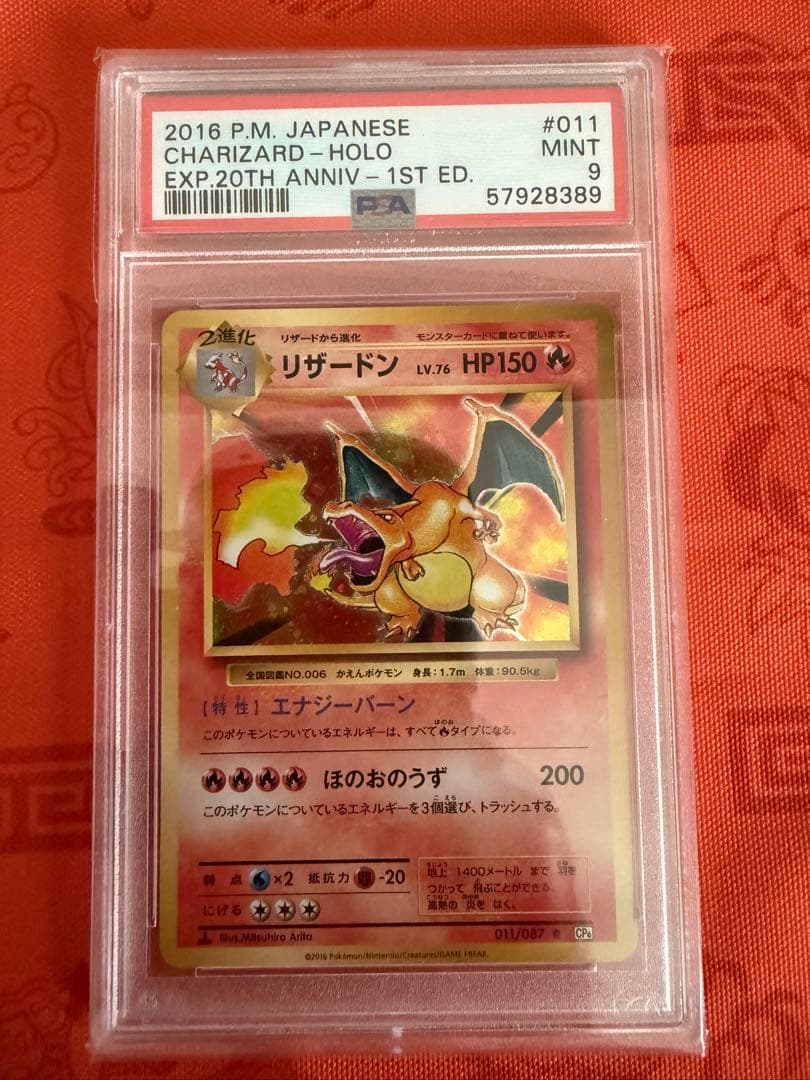 2016 P.M. JAPANESE #011
CHARIZARD-HOLO MINT
EXP.20TH ANNIV-1ST ED. 9
PSA 57928389
2進化 リザードから進化 モンスターカードに重ねて使います。
リザードン LV.76 HP150
全国図鑑NO.006 かえんポケモン 身長:1.7m 体重:90.5kg
[特性] エナジーバーン
このポケモンについているエネルギーは、すべてタイプになる。
ほのおのうず 200
このポケモンについているエネルギーを3個選び、トラッシュする。
弱点 ×2 抵抗力 -20
にげる
地上 1400メートル まで 羽を
つかって 飛ぶことができる。
高熱の 炎を はく。
Illus. Mitsuhiro Arita 011/087 CP6
©2016 Pokémon/Nintendo/Creatures/GAME FREAK.